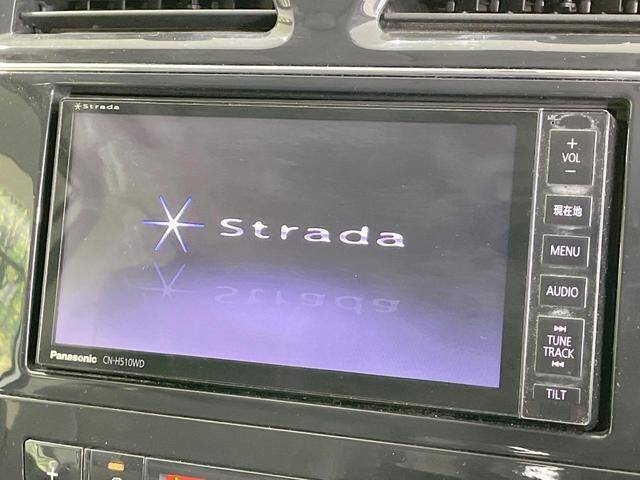 Strada
Strada
Panasonic CN-H510WD
MIC
+
VOL
−
現在地
MENU
AUDIO
TUNE
TRACK
TILT